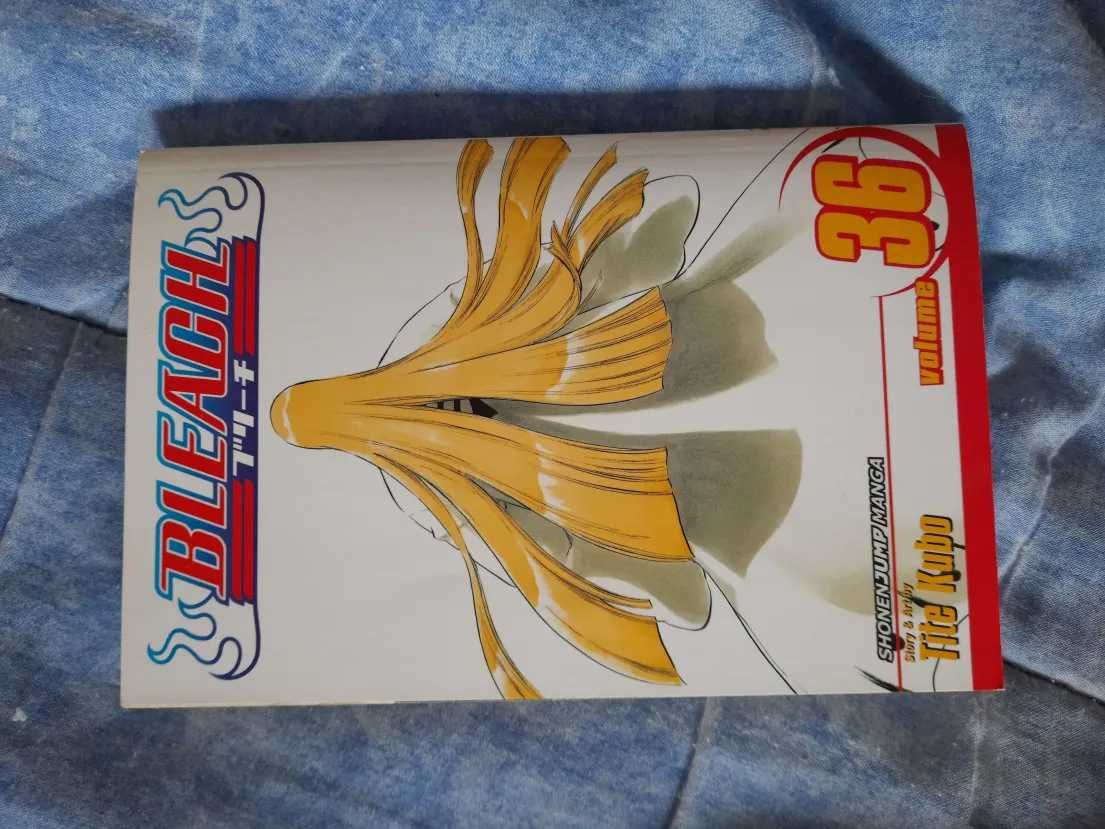 BLEACH
ブリーチ
36
volume
SHONEN JUMP MANGA
Story & Art by
Tite Kubo